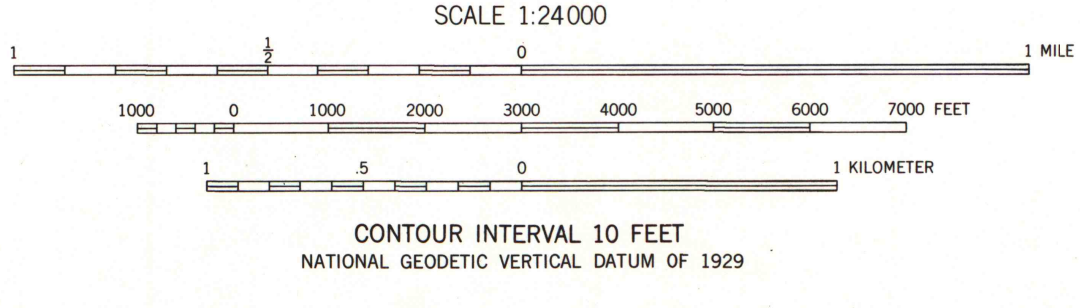 SCALE 1:24000
1 ½ 0 1 MILE
1000 0 1000 2000 3000 4000 5000 6000 7000 FEET
1 .5 0 1 KILOMETER
CONTOUR INTERVAL 10 FEET
NATIONAL GEODETIC VERTICAL DATUM OF 1929